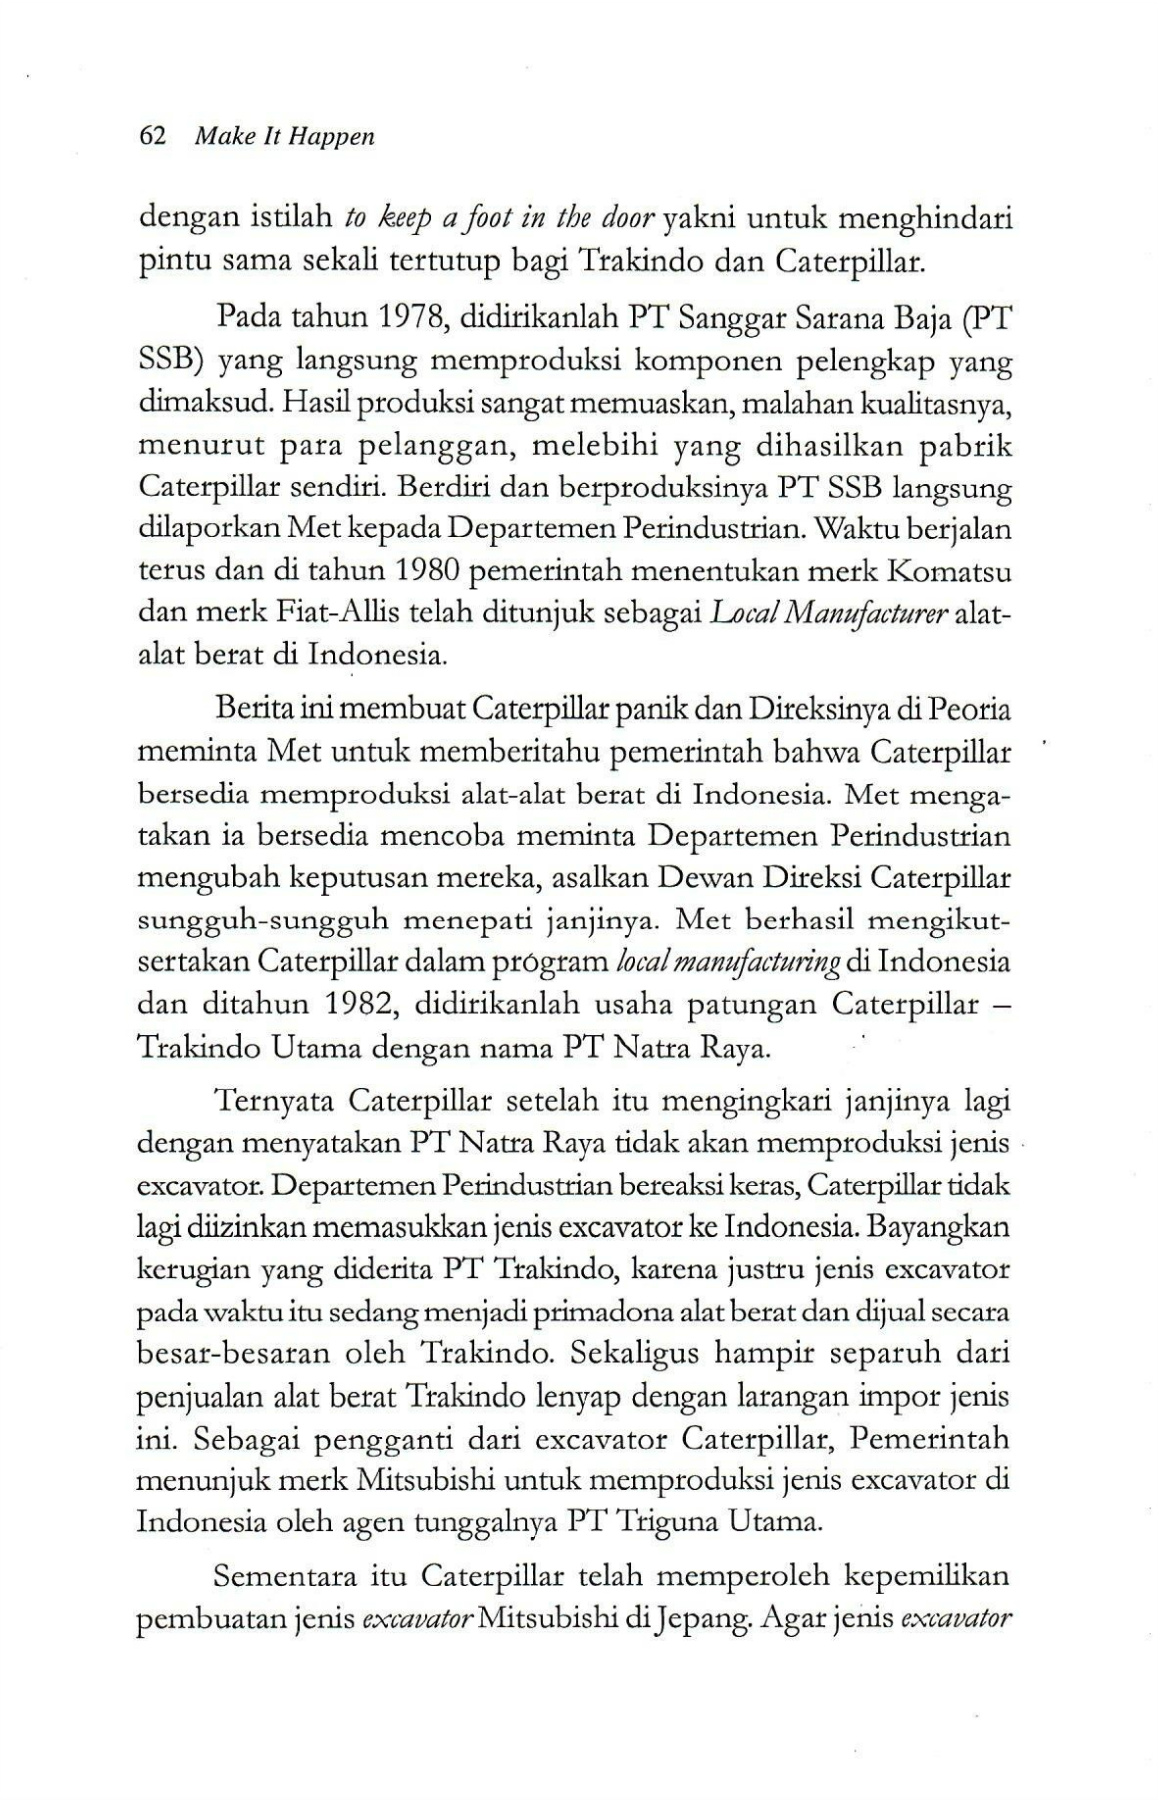 62 Make It Happen
dengan istilah to keep a foot in the door yakni untuk menghindari
pintu sama sekali tertutup bagi Trakindo dan Caterpillar.
Pada tahun 1978, didirikanlah PT Sanggar Sarana Baja (PT
SSB) yang langsung memproduksi komponen pelengkap yang
dimaksud. Hasil produksi sangat memuaskan, malahan kualitasnya,
menurut para pelanggan, melebihi yang dihasilkan pabrik
Caterpillar sendiri. Berdiri dan berproduksinya PT SSB langsung
dilaporkan Met kepada Departemen Perindustrian. Waktu berjalan
terus dan di tahun 1980 pemerintah menentukan merk Komatsu
dan merk Fiat-Allis telah ditunjuk sebagai Local Manufacturer alat-
alat berat di Indonesia.
Berita ini membuat Caterpillar panik dan Direksinya di Peoria
meminta Met untuk memberitahu pemerintah bahwa Caterpillar
bersedia memproduksi alat-alat berat di Indonesia. Met menga-
takan ia bersedia mencoba meminta Departemen Perindustrian
mengubah keputusan mereka, asalkan Dewan Direksi Caterpillar
sungguh-sungguh menepati janjinya. Met berhasil mengikut-
sertakan Caterpillar dalam program local manufacturing di Indonesia
dan ditahun 1982, didirikanlah usaha patungan Caterpillar –
Trakindo Utama dengan nama PT Natra Raya.
Ternyata Caterpillar setelah itu mengingkari janjinya lagi
dengan menyatakan PT Natra Raya tidak akan memproduksi jenis
excavator. Departemen Perindustrian bereaksi keras, Caterpillar tidak
lagi diizinkan memasukkan jenis excavator ke Indonesia. Bayangkan
kerugian yang diderita PT Trakindo, karena justru jenis excavator
pada waktu itu sedang menjadi primadona alat berat dan dijual secara
besar-besaran oleh Trakindo. Sekaligus hampir separuh dari
penjualan alat berat Trakindo lenyap dengan larangan impor jenis
ini. Sebagai pengganti dari excavator Caterpillar, Pemerintah
menunjuk merk Mitsubishi untuk memproduksi jenis excavator di
Indonesia oleh agen tunggalnya PT Triguna Utama.
Sementara itu Caterpillar telah memperoleh kepemilikan
pembuatan jenis excavator Mitsubishi di Jepang. Agar jenis excavator